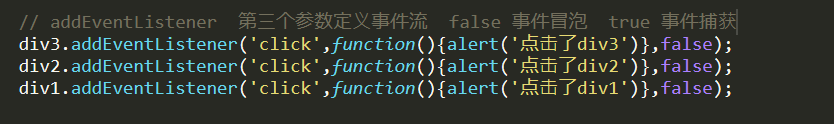 // addEventListener  第三个参数定义事件流  false 事件冒泡  true 事件捕获
div3.addEventListener('click',function(){alert('点击了div3')},false);
div2.addEventListener('click',function(){alert('点击了div2')},false);
div1.addEventListener('click',function(){alert('点击了div1')},false);